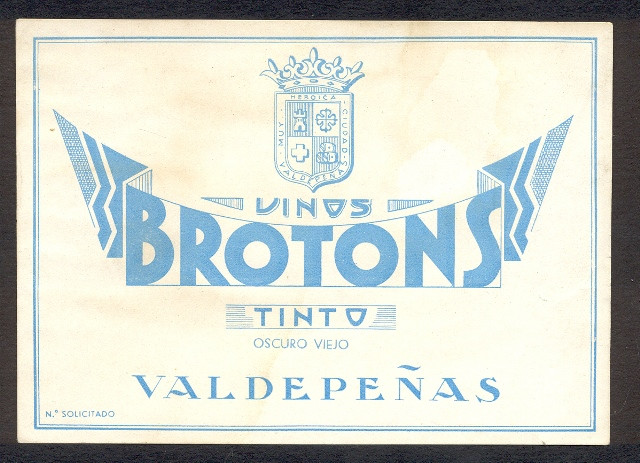 MUY HEROICA CIUDAD
VALDEPEÑAS
VINOS
BROTONS
TINTO
OSCURO VIEJO
VALDEPEÑAS
N.º SOLICITADO